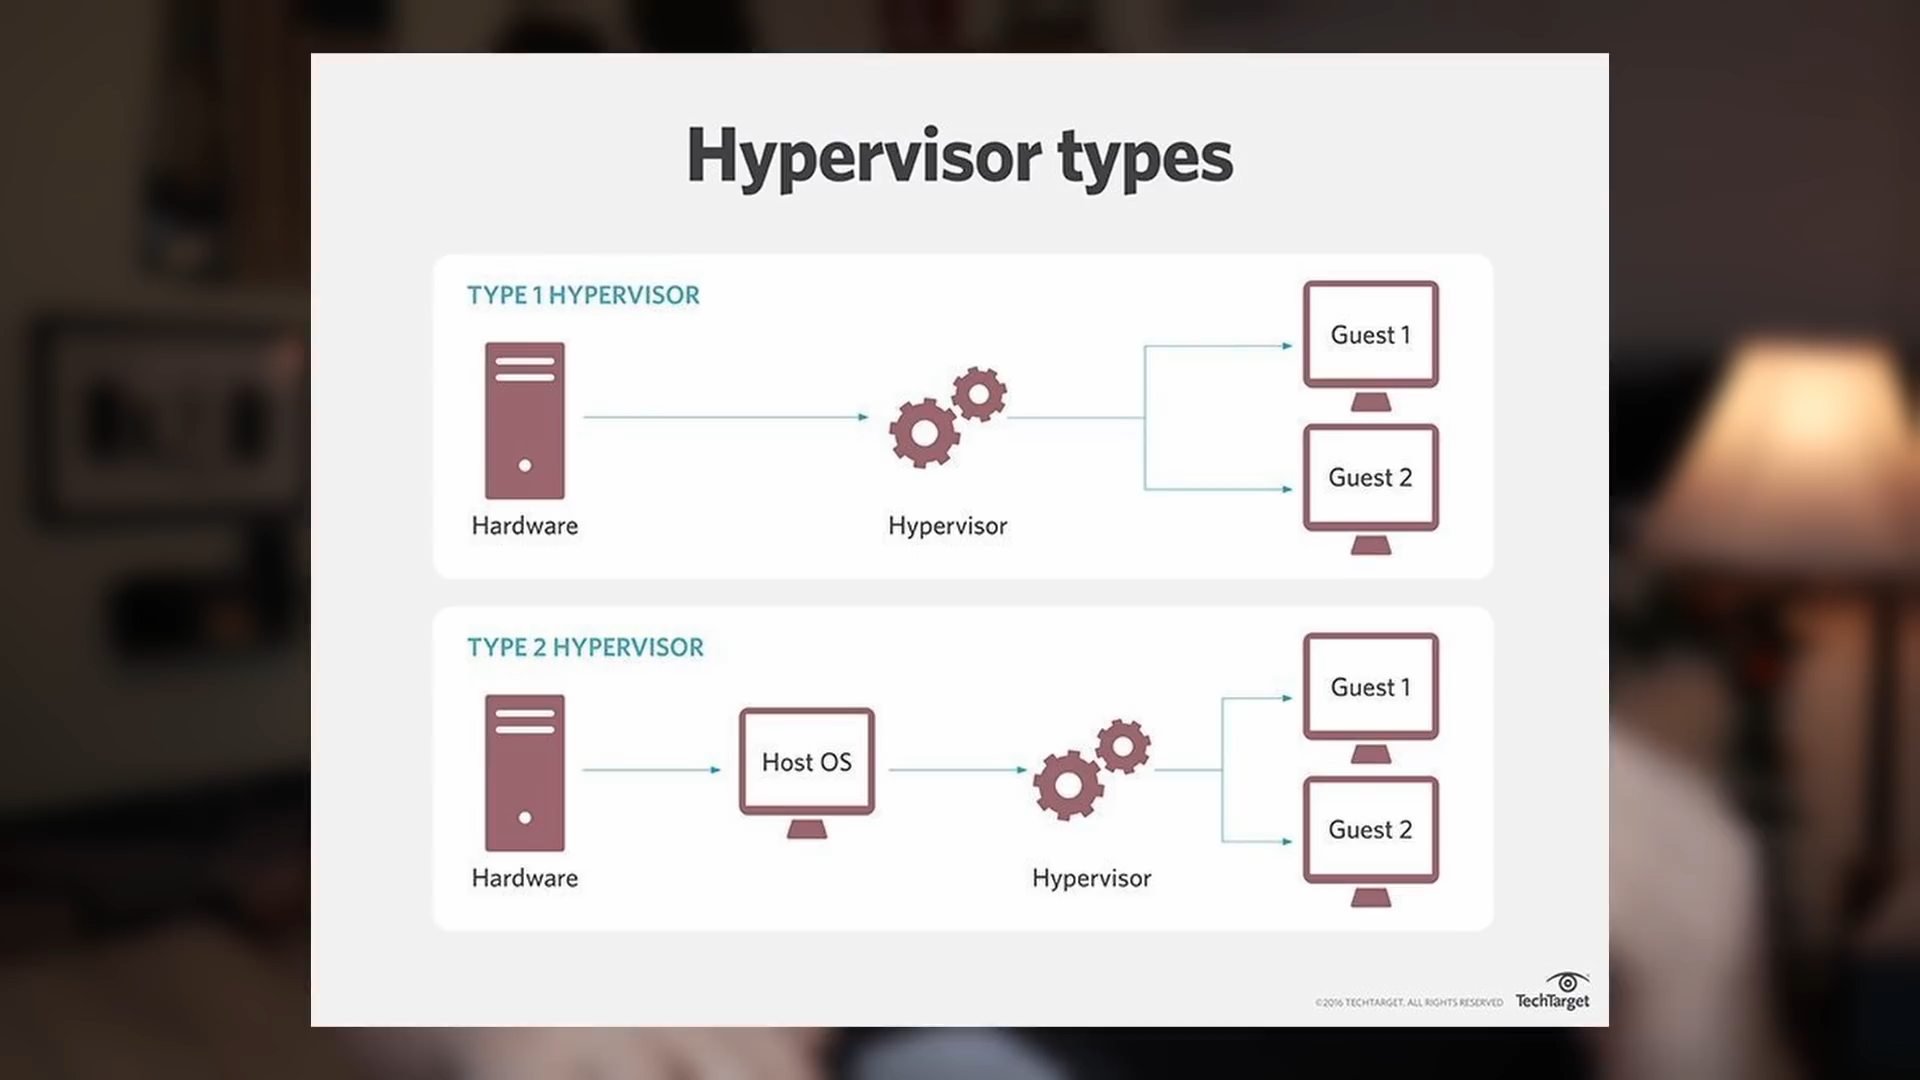 Hypervisor types
TYPE 1 HYPERVISOR
Hardware
Hypervisor
Guest 1
Guest 2
TYPE 2 HYPERVISOR
Hardware
Host OS
Hypervisor
Guest 1
Guest 2
©2016 TECHTARGET. ALL RIGHTS RESERVED
TechTarget